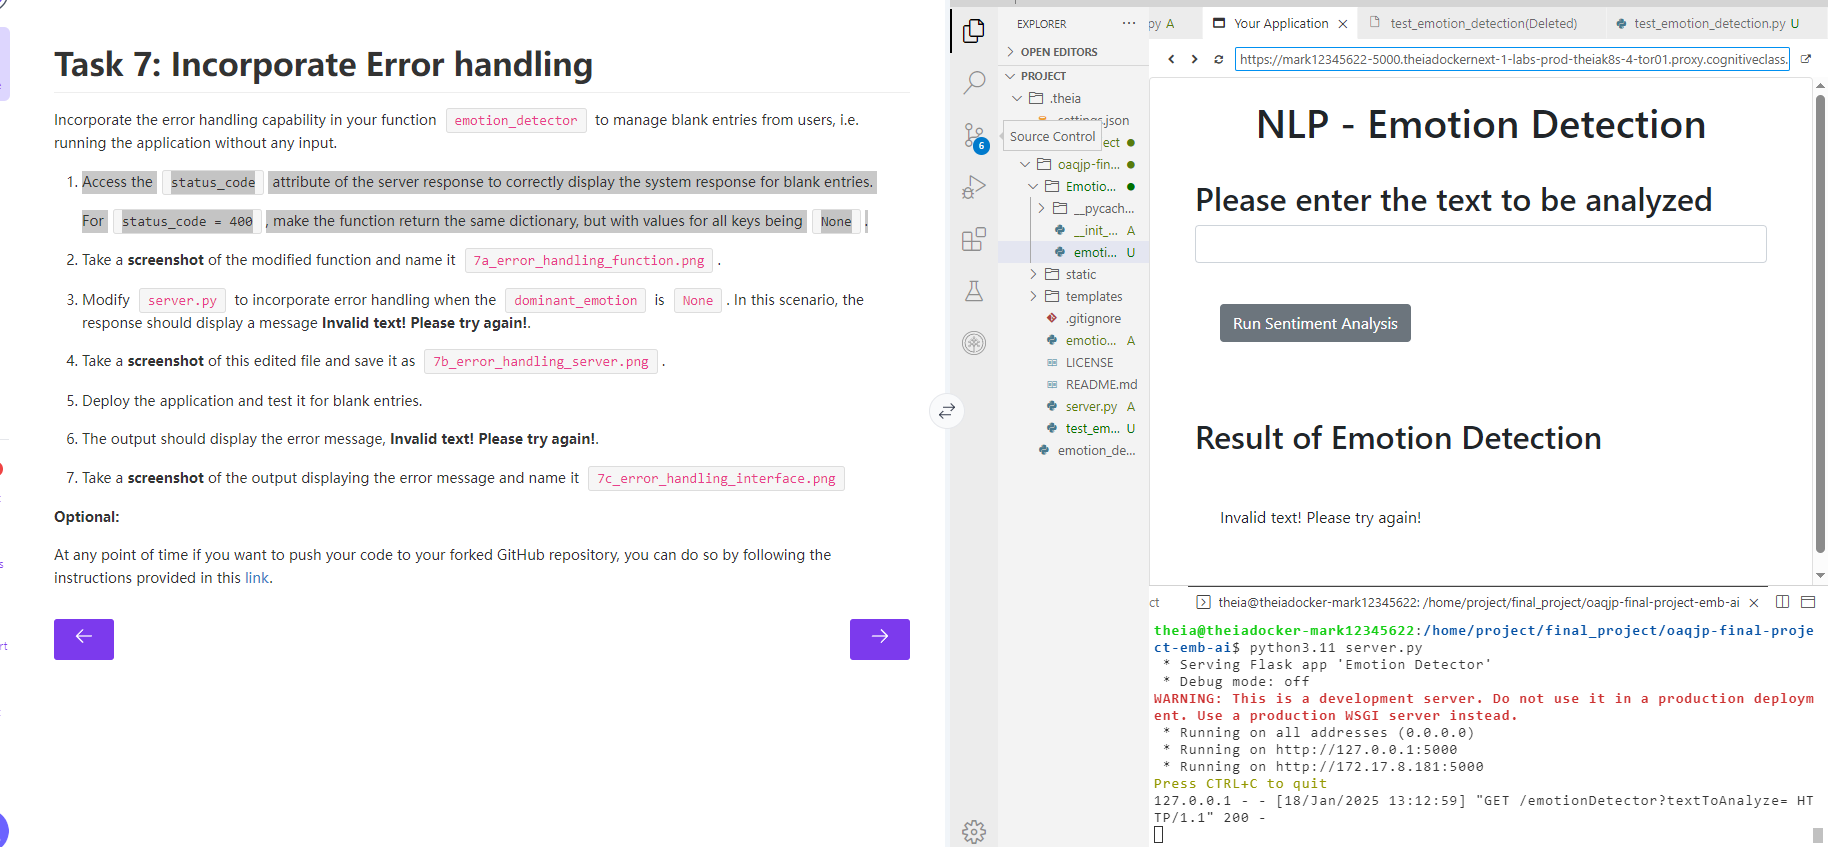 Task 7: Incorporate Error handling
Incorporate the error handling capability in your function emotion_detector to manage blank entries from users, i.e.
running the application without any input.
1. Access the status_code attribute of the server response to correctly display the system response for blank entries.
For status_code = 400 , make the function return the same dictionary, but with values for all keys being None .
2. Take a screenshot of the modified function and name it 7a_error_handling_function.png .
3. Modify server.py to incorporate error handling when the dominant_emotion is None . In this scenario, the
response should display a message Invalid text! Please try again!.
4. Take a screenshot of this edited file and save it as 7b_error_handling_server.png .
5. Deploy the application and test it for blank entries.
6. The output should display the error message, Invalid text! Please try again!.
7. Take a screenshot of the output displaying the error message and name it 7c_error_handling_interface.png
Optional:
At any point of time if you want to push your code to your forked GitHub repository, you can do so by following the
instructions provided in this link.
EXPLORER
OPEN EDITORS
PROJECT
.theia
settings.json
Source Control
ect
6
oaqjp-fin...
Emotio...
__pycach...
__init_... A
emoti... U
static
templates
.gitignore
emotio... A
LICENSE
README.md
server.py A
test_em... U
emotion_de...
py A
Your Application
test_emotion_detection(Deleted)
test_emotion_detection.py U
https://mark12345622-5000.theiadockernext-1-labs-prod-theiak8s-4-tor01.proxy.cognitiveclass.
NLP - Emotion Detection
Please enter the text to be analyzed
Run Sentiment Analysis
Result of Emotion Detection
Invalid text! Please try again!
ct
theia@theiadocker-mark12345622: /home/project/final_project/oaqjp-final-project-emb-ai
theia@theiadocker-mark12345622:/home/project/final_project/oaqjp-final-proje
ct-emb-ai$ python3.11 server.py
* Serving Flask app 'Emotion Detector'
* Debug mode: off
WARNING: This is a development server. Do not use it in a production deploym
ent. Use a production WSGI server instead.
* Running on all addresses (0.0.0.0)
* Running on http://127.0.0.1:5000
* Running on http://172.17.8.181:5000
Press CTRL+C to quit
127.0.0.1 - - [18/Jan/2025 13:12:59] "GET /emotionDetector?textToAnalyze= HT
TP/1.1" 200 -